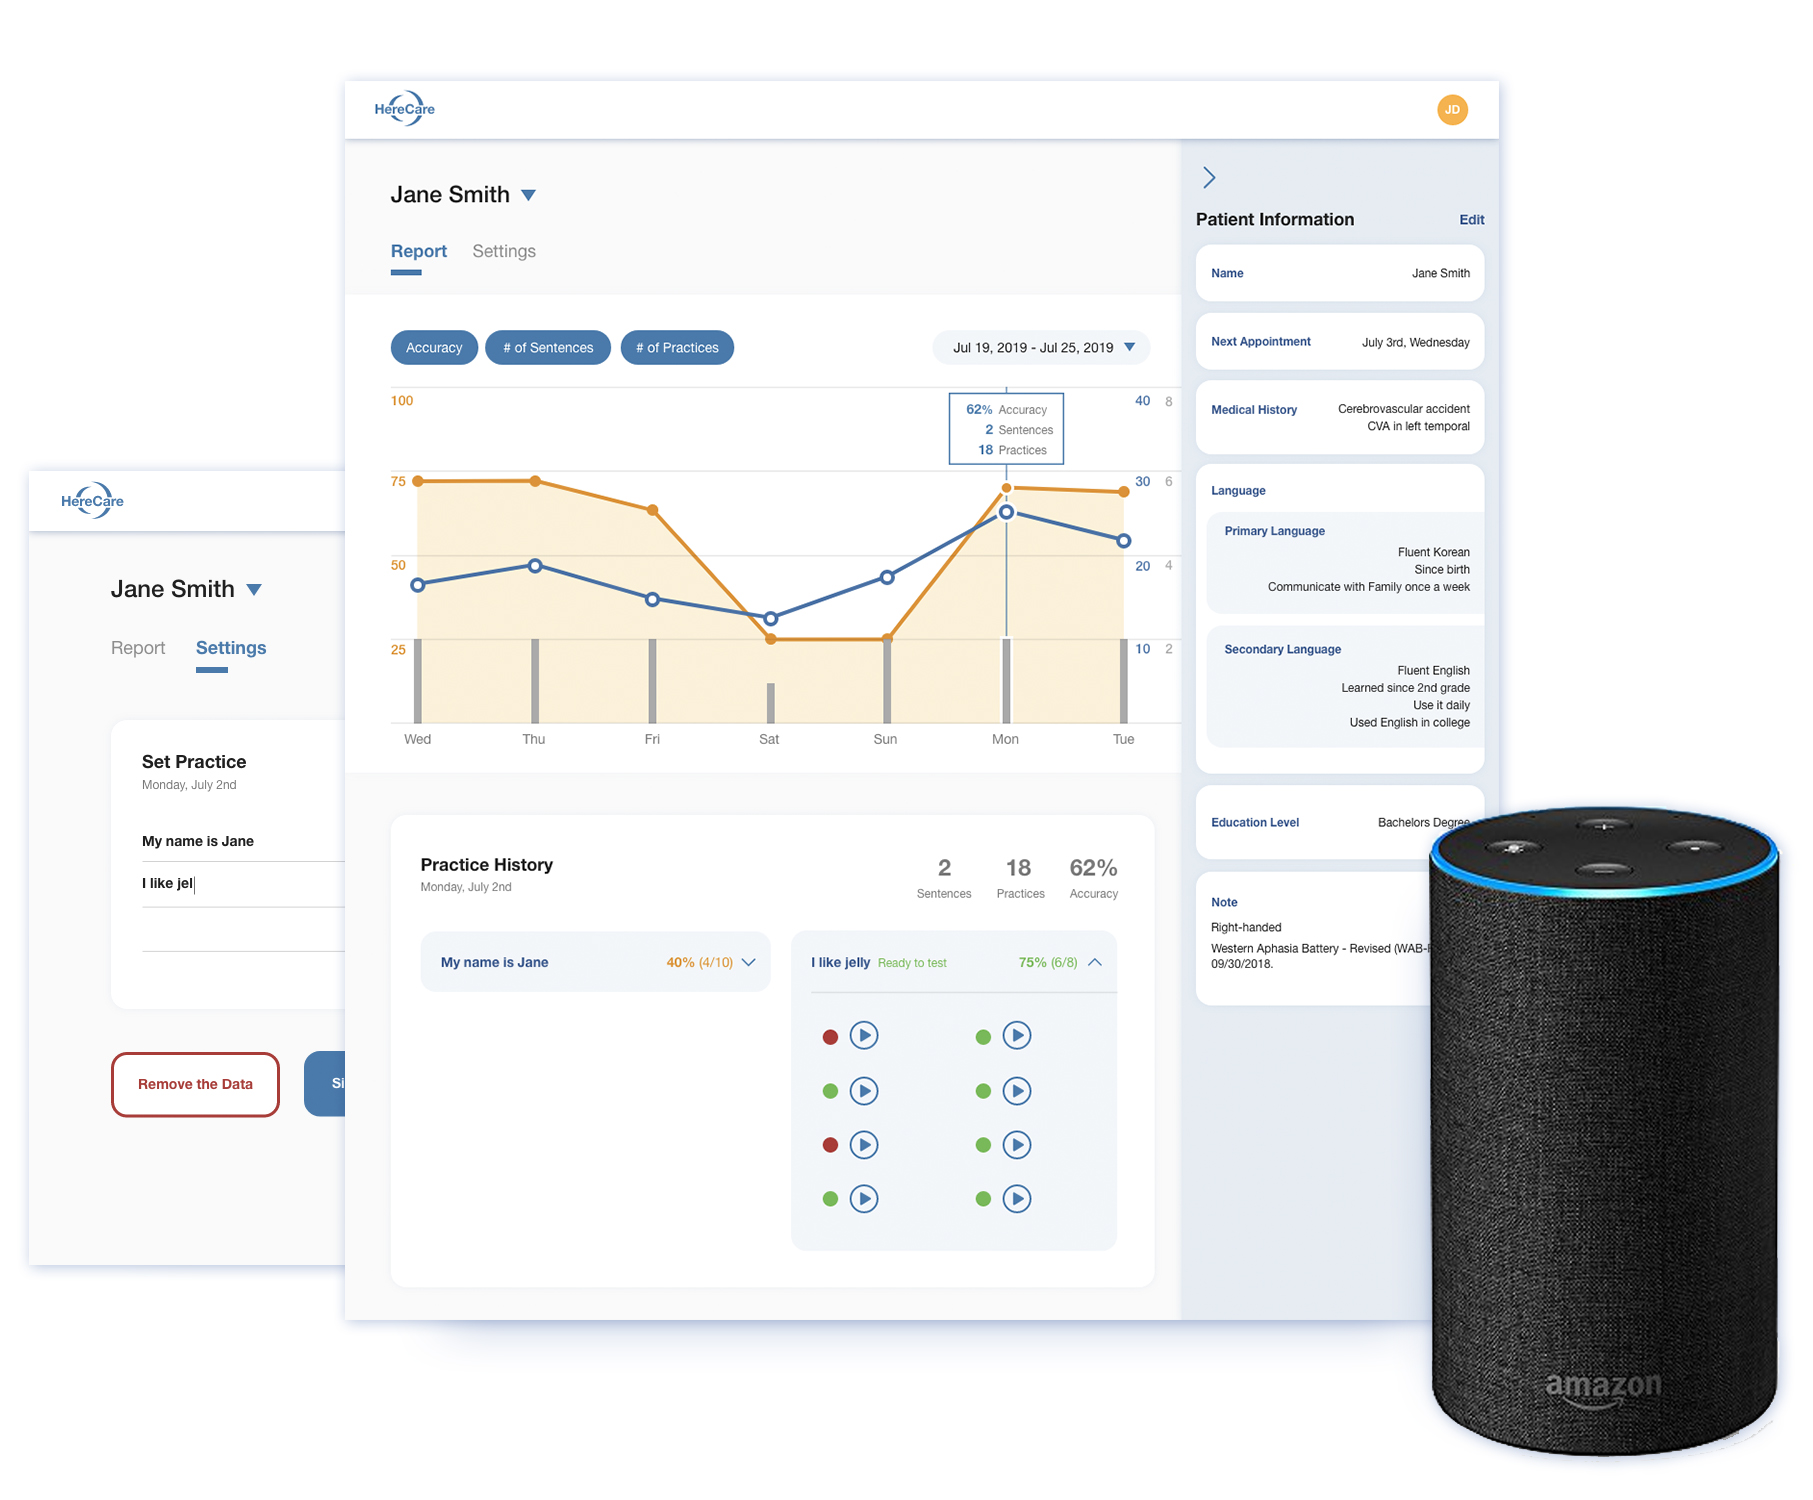 HereCare
JD
Jane Smith
Report Settings
Accuracy # of Sentences # of Practices Jul 19, 2019 - Jul 25, 2019
100 40 8
75 30 6
50 20 4
25 10 2
62% Accuracy
2 Sentences
18 Practices
Wed Thu Fri Sat Sun Mon Tue
Practice History
Monday, July 2nd
2 18 62%
Sentences Practices Accuracy
My name is Jane 40% (4/10)
I like jelly Ready to test 75% (6/8)
Patient Information Edit
Name Jane Smith
Next Appointment July 3rd, Wednesday
Medical History Cerebrovascular accident
CVA in left temporal
Language
Primary Language
Fluent Korean
Since birth
Communicate with Family once a week
Secondary Language
Fluent English
Learned since 2nd grade
Use it daily
Used English in college
Education Level Bachelors Degree
Note
Right-handed
Western Aphasia Battery - Revised (WAB-
09/30/2018.
HereCare
Jane Smith
Report Settings
Set Practice
Monday, July 2nd
My name is Jane
I like jel
Remove the Data
Si
amazon